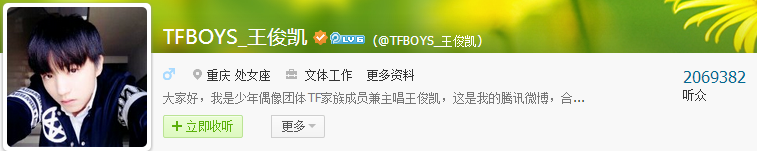 TFBOYS_王俊凯 LV6 (@TFBOYS_王俊凯)
重庆 处女座 文体工作 更多资料
大家好，我是少年偶像团体TF家族成员兼主唱王俊凯，这是我的腾讯微博，合...
+ 立即收听 更多
2069382
听众